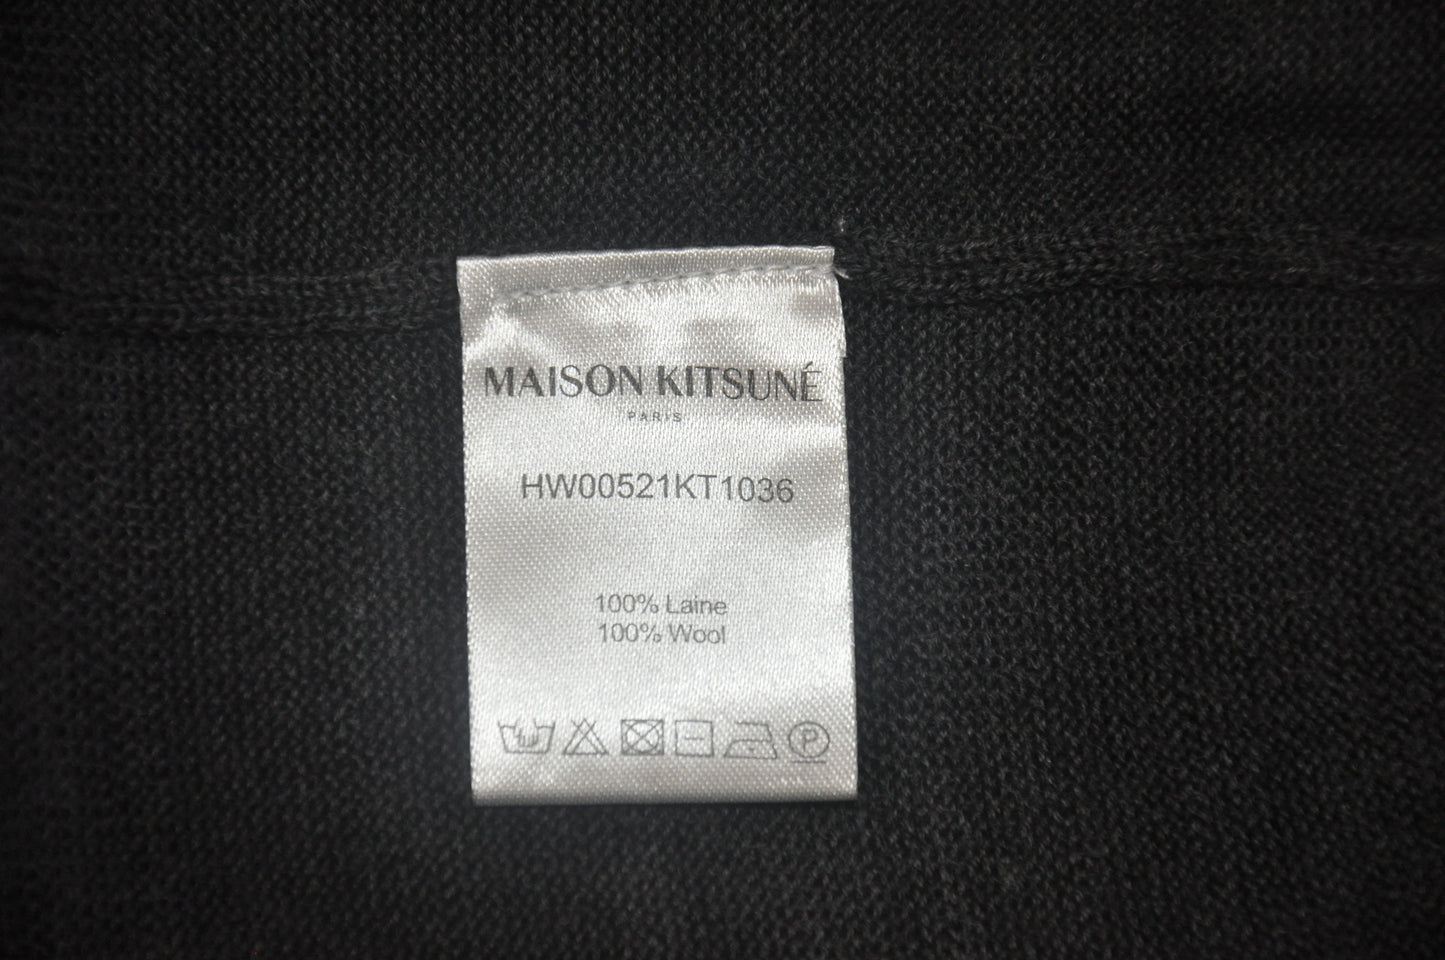 MAISON KITSUNÉ
PARIS
HW00521KT1036
100% Laine
100% Wool
P